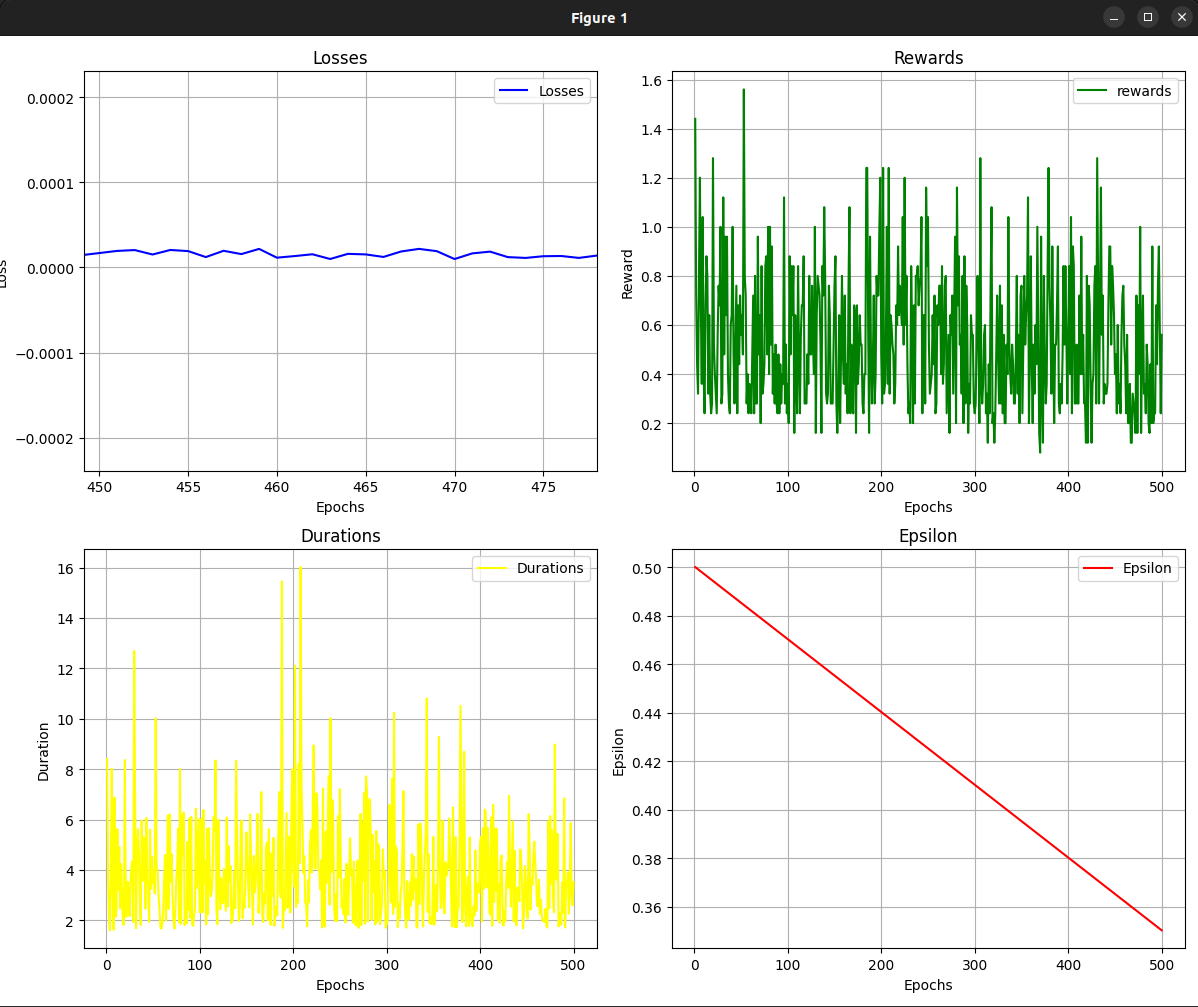 Figure 1
Losses
Losses
0.0002
0.0001
0.0000
−0.0001
−0.0002
Loss
450 455 460 465 470 475
Epochs
Rewards
rewards
1.6
1.4
1.2
1.0
0.8
0.6
0.4
0.2
Reward
0 100 200 300 400 500
Epochs
Durations
Durations
16
14
12
10
8
6
4
2
Duration
0 100 200 300 400 500
Epochs
Epsilon
Epsilon
0.50
0.48
0.46
0.44
0.42
0.40
0.38
0.36
Epsilon
0 100 200 300 400 500
Epochs